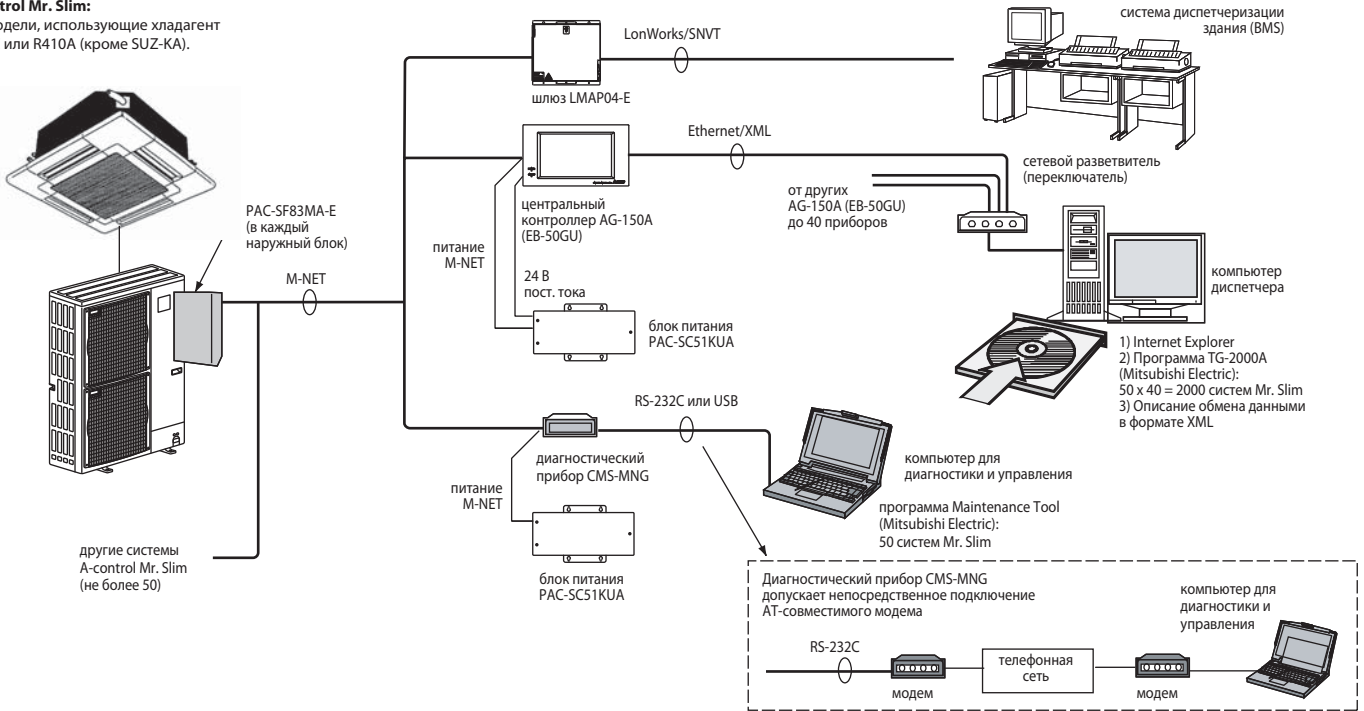 ntrol Mr. Slim:
одели, использующие хладагент
или R410A (кроме SUZ-KA).
PAC-SF83MA-E
(в каждый
наружный блок)
M-NET
другие системы
A-control Mr. Slim
(не более 50)
LonWorks/SNVT
шлюз LMAP04-E
система диспетчеризации
здания (BMS)
Ethernet/XML
центральный
контроллер AG-150A
(EB-50GU)
питание
M-NET
24 В
пост. тока
блок питания
PAC-SC51KUA
от других
AG-150A (EB-50GU)
до 40 приборов
сетевой разветвитель
(переключатель)
компьютер
диспетчера
1) Internet Explorer
2) Программа TG-2000A
(Mitsubishi Electric):
50 x 40 = 2000 систем Mr. Slim
3) Описание обмена данными
в формате XML
RS-232C или USB
диагностический
прибор CMS-MNG
питание
M-NET
блок питания
PAC-SC51KUA
компьютер для
диагностики и управления
программа Maintenance Tool
(Mitsubishi Electric):
50 систем Mr. Slim
Диагностический прибор CMS-MNG
допускает непосредственное подключение
AT-совместимого модема
RS-232C
модем
телефонная
сеть
модем
компьютер для
диагностики и
управления